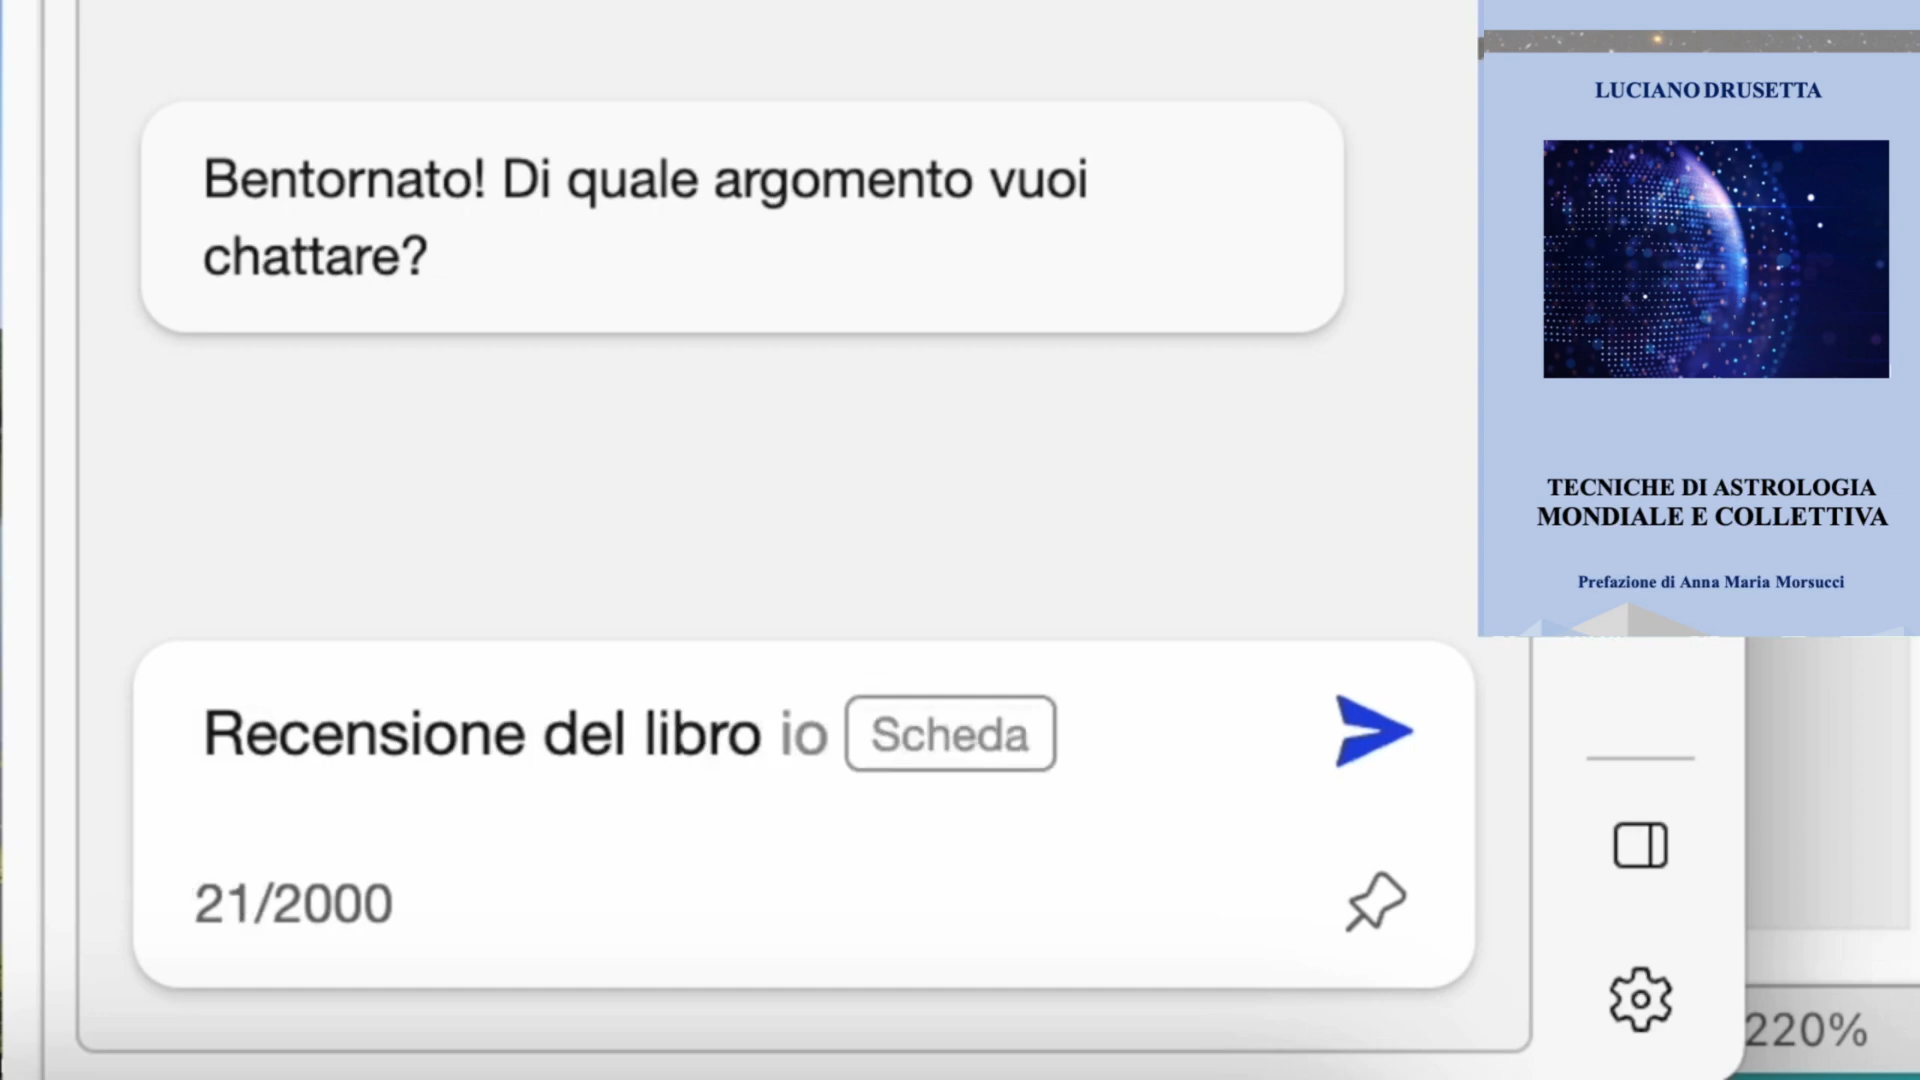 Bentornato! Di quale argomento vuoi
chattare?
Recensione del libro io Scheda
21/2000
220%
LUCIANO DRUSETTA
TECNICHE DI ASTROLOGIA
MONDIALE E COLLETTIVA
Prefazione di Anna Maria Morsucci